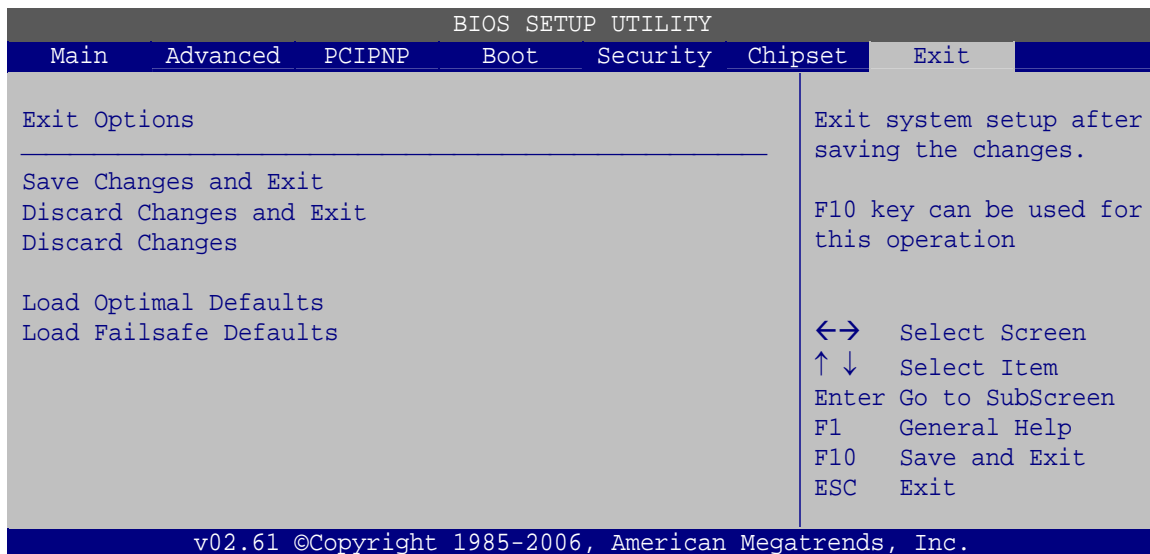 BIOS SETUP UTILITY
Main Advanced PCIPNP Boot Security Chipset Exit
Exit Options
Save Changes and Exit
Discard Changes and Exit
Discard Changes
Load Optimal Defaults
Load Failsafe Defaults
Exit system setup after
saving the changes.
F10 key can be used for
this operation
←→ Select Screen
↑ ↓ Select Item
Enter Go to SubScreen
F1 General Help
F10 Save and Exit
ESC Exit
v02.61 ©Copyright 1985-2006, American Megatrends, Inc.